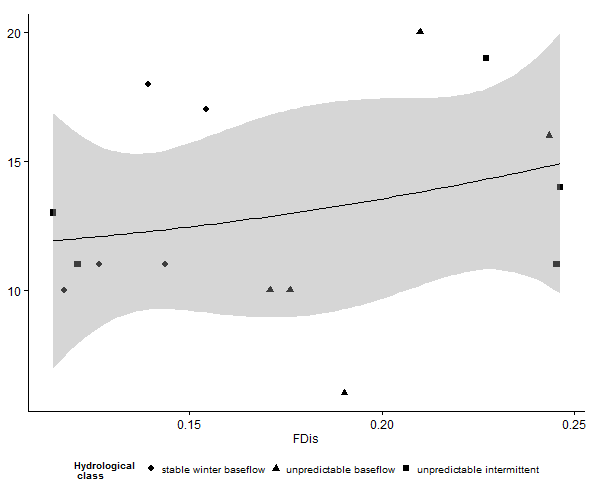 20
15
10
0.15 0.20 0.25
FDis
Hydrological class stable winter baseflow unpredictable baseflow unpredictable intermittent